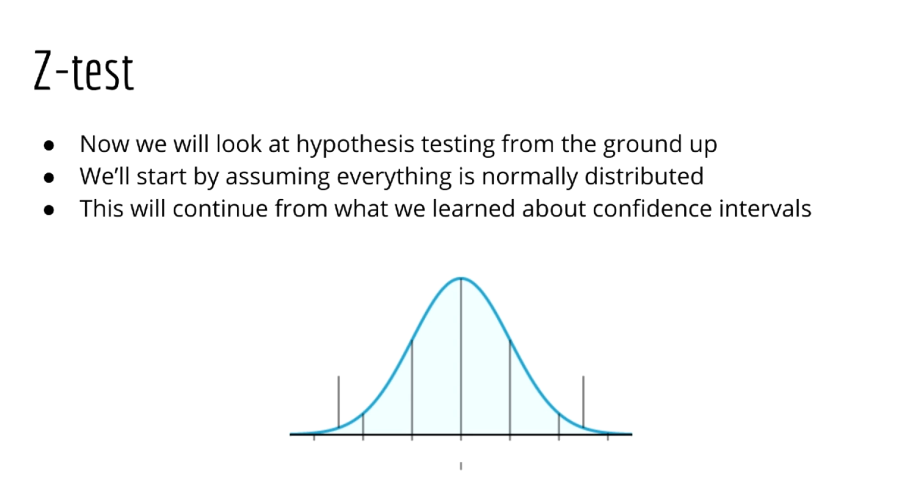 Z-test
● Now we will look at hypothesis testing from the ground up
● We'll start by assuming everything is normally distributed
● This will continue from what we learned about confidence intervals